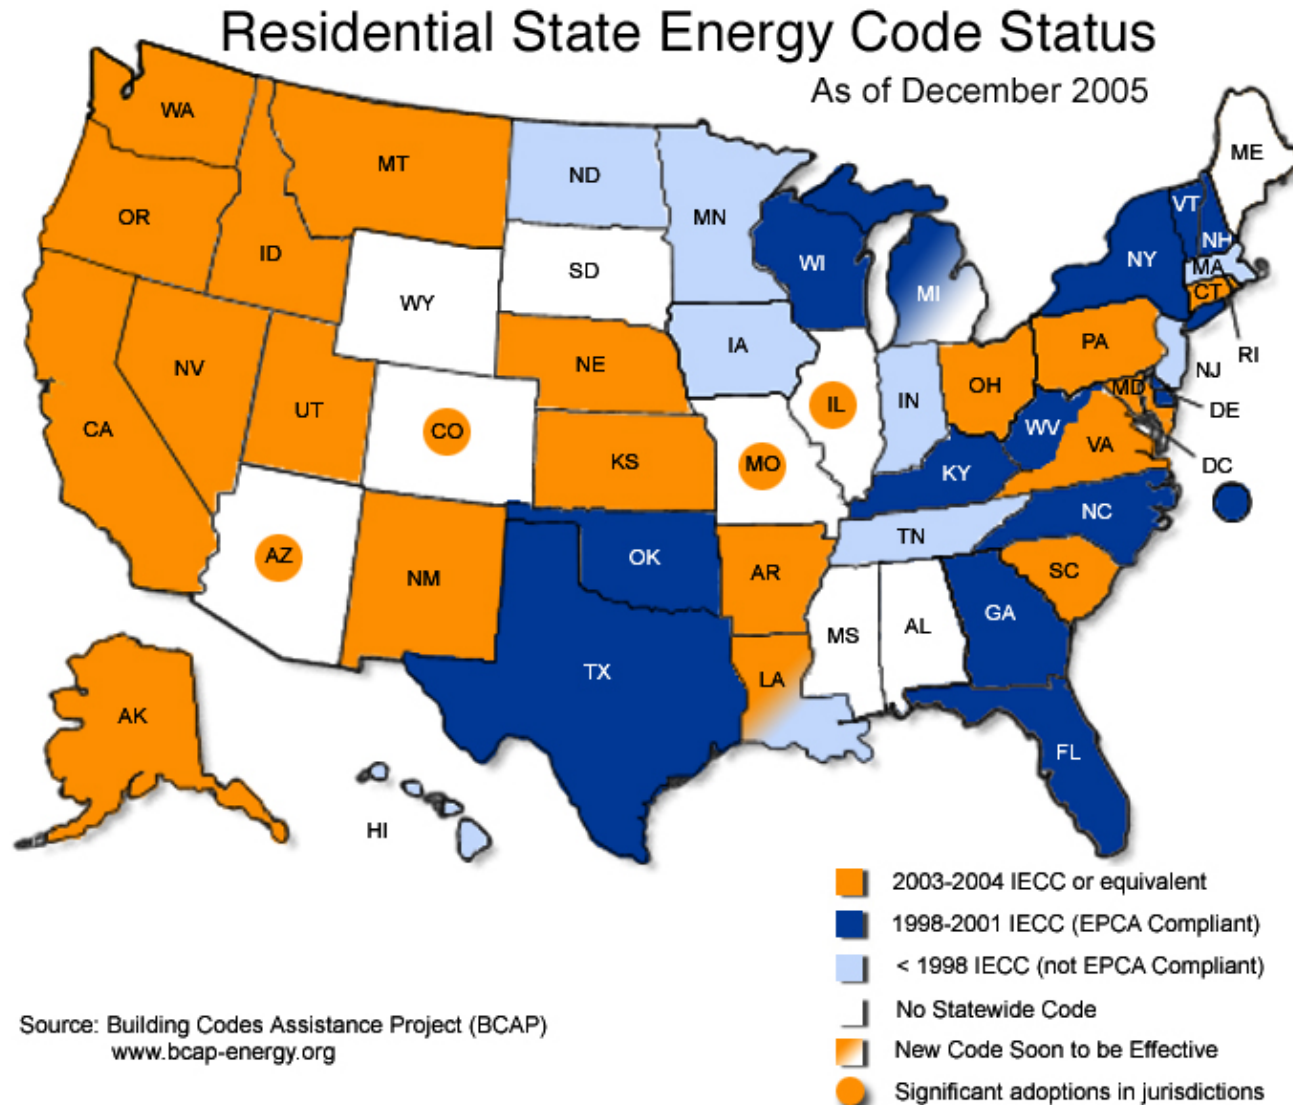 Residential State Energy Code Status
As of December 2005
WA
MT
ND
MN
ME
OR
ID
SD
WI
MI
NY
VT
NH
MA
CT
RI
WY
IA
NE
PA
NJ
NV
UT
CO
IL
IN
OH
MD
DE
CA
KS
MO
WV
VA
DC
KY
AZ
NM
OK
AR
TN
NC
SC
MS
AL
GA
TX
LA
AK
FL
HI
2003-2004 IECC or equivalent
1998-2001 IECC (EPCA Compliant)
< 1998 IECC (not EPCA Compliant)
No Statewide Code
New Code Soon to be Effective
Significant adoptions in jurisdictions
Source: Building Codes Assistance Project (BCAP)
www.bcap-energy.org